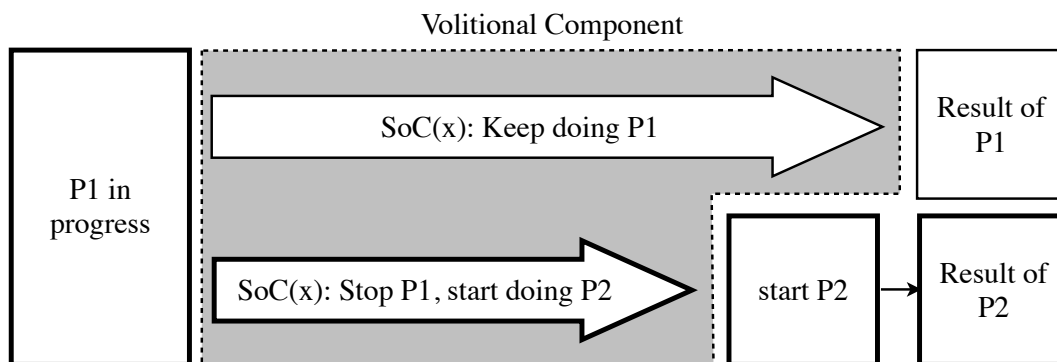 Volitional Component
SoC(x): Keep doing P1
Result of
P1
P1 in
progress
SoC(x): Stop P1, start doing P2
start P2
Result of
P2